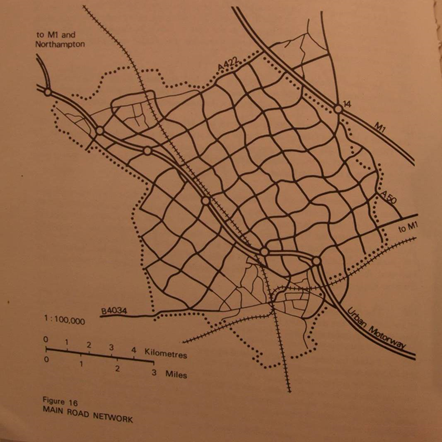 to M1 and
Northampton
A422
14
M1
A50
to M1
Urban Motorway
B4034
1:100,000
0 1 2 3 4 Kilometres
0 1 2 3 Miles
Figure 16
MAIN ROAD NETWORK